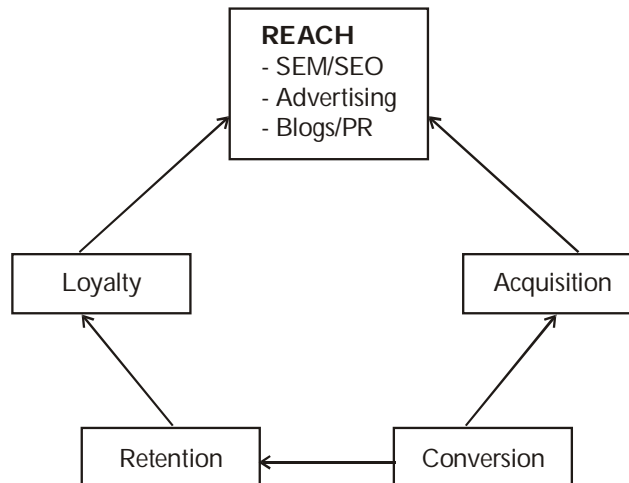 REACH
- SEM/SEO
- Advertising
- Blogs/PR
Loyalty
Acquisition
Retention
Conversion